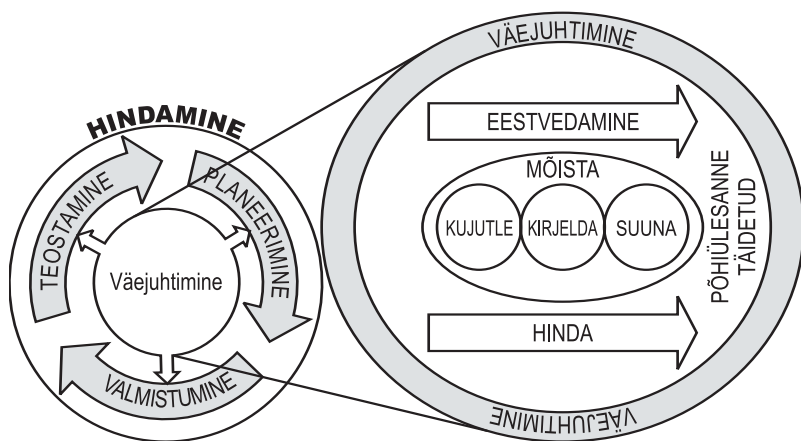 HINDAMINE
TEOSTAMINE
PLANEERIMINE
VALMISTUMINE
Väejuhtimine
VÄEJUHTIMINE
EESTVEDAMINE
MÕISTA
KUJUTLE
KIRJELDA
SUUNA
HINDA
PÕHIÜLESANNE
TÄIDETUD
VÄEJUHTIMINE